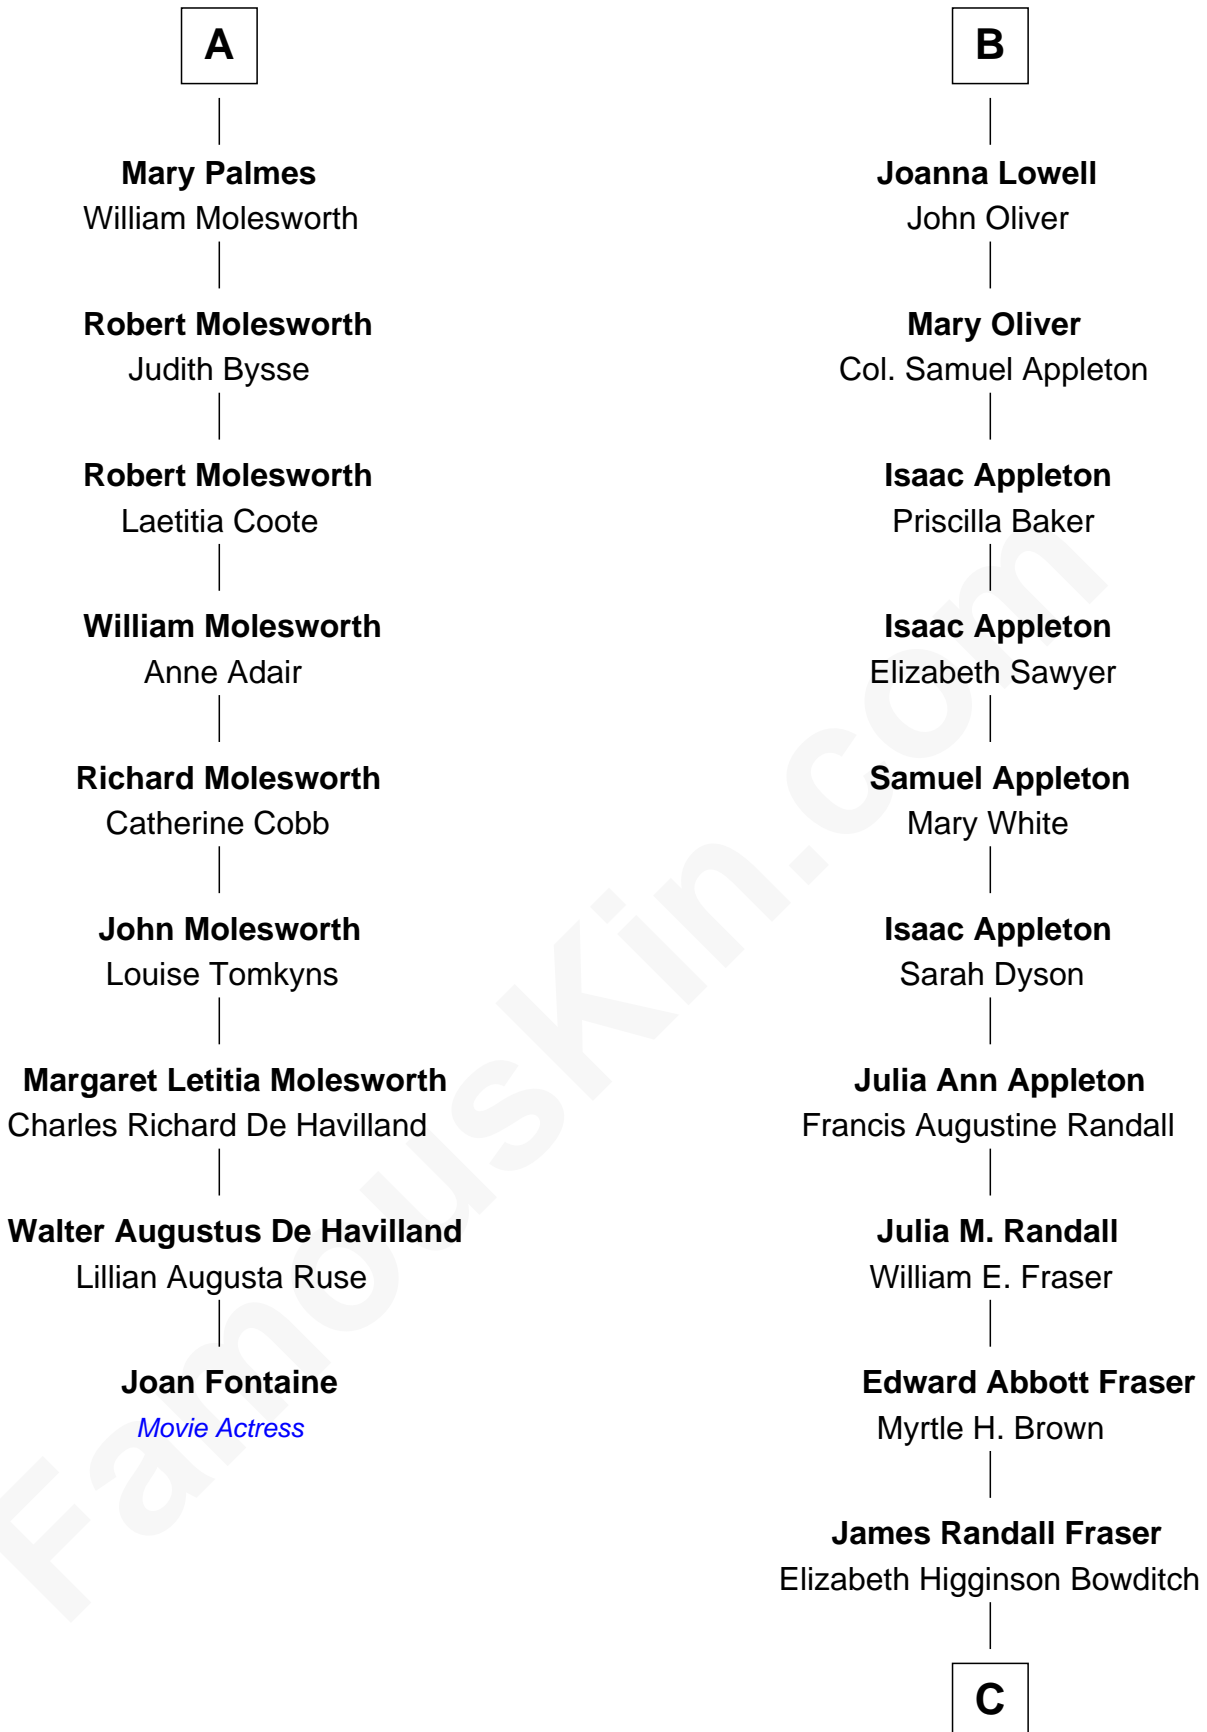 A
Mary Palmes
William Molesworth
Robert Molesworth
Judith Bysse
Robert Molesworth
Laetitia Coote
William Molesworth
Anne Adair
Richard Molesworth
Catherine Cobb
John Molesworth
Louise Tomkyns
Margaret Letitia Molesworth
Charles Richard De Havilland
Walter Augustus De Havilland
Lillian Augusta Ruse
Joan Fontaine
Movie Actress
B
Joanna Lowell
John Oliver
Mary Oliver
Col. Samuel Appleton
Isaac Appleton
Priscilla Baker
Isaac Appleton
Elizabeth Sawyer
Samuel Appleton
Mary White
Isaac Appleton
Sarah Dyson
Julia Ann Appleton
Francis Augustine Randall
Julia M. Randall
William E. Fraser
Edward Abbott Fraser
Myrtle H. Brown
James Randall Fraser
Elizabeth Higginson Bowditch
C
FamousKin.com